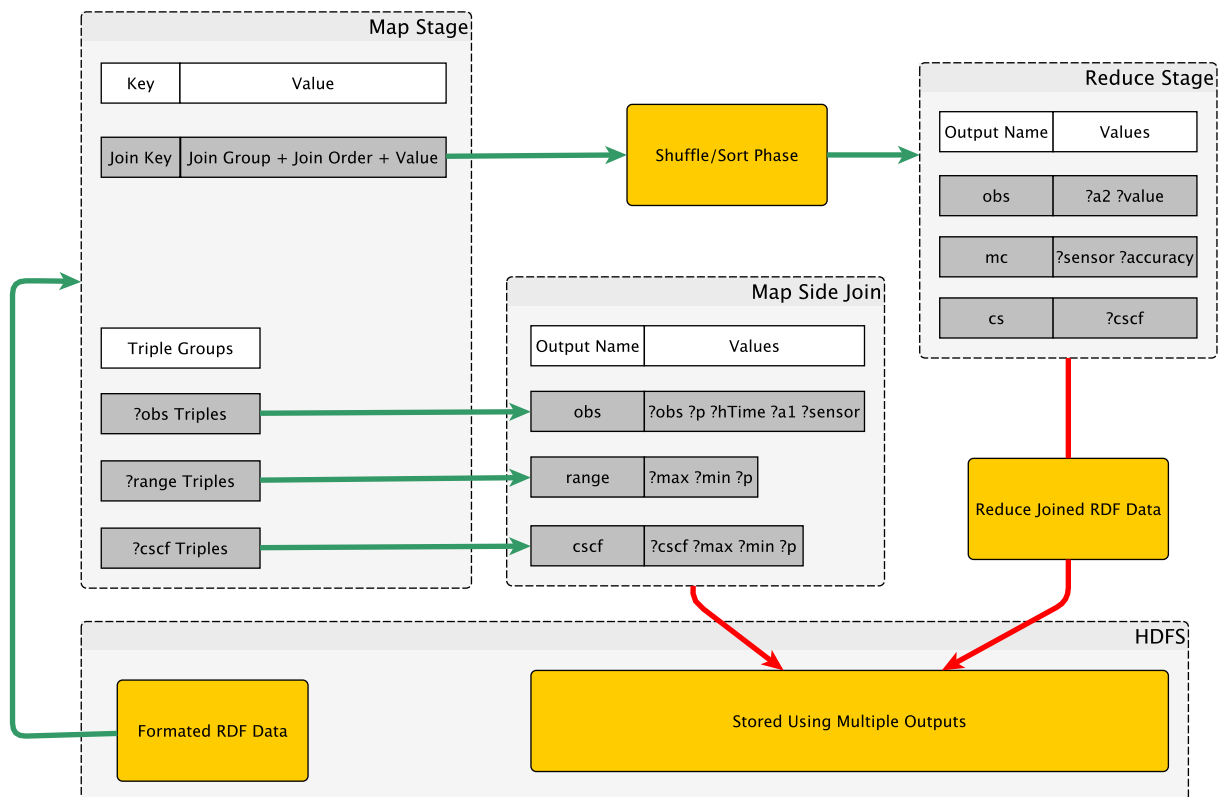 Map Stage
Key Value
Join Key Join Group + Join Order + Value
Triple Groups
?obs Triples
?range Triples
?cscf Triples
Shuffle/Sort Phase
Map Side Join
Output Name Values
obs ?obs ?p ?hTime ?a1 ?sensor
range ?max ?min ?p
cscf ?cscf ?max ?min ?p
Reduce Stage
Output Name Values
obs ?a2 ?value
mc ?sensor ?accuracy
cs ?cscf
Reduce Joined RDF Data
HDFS
Formated RDF Data
Stored Using Multiple Outputs